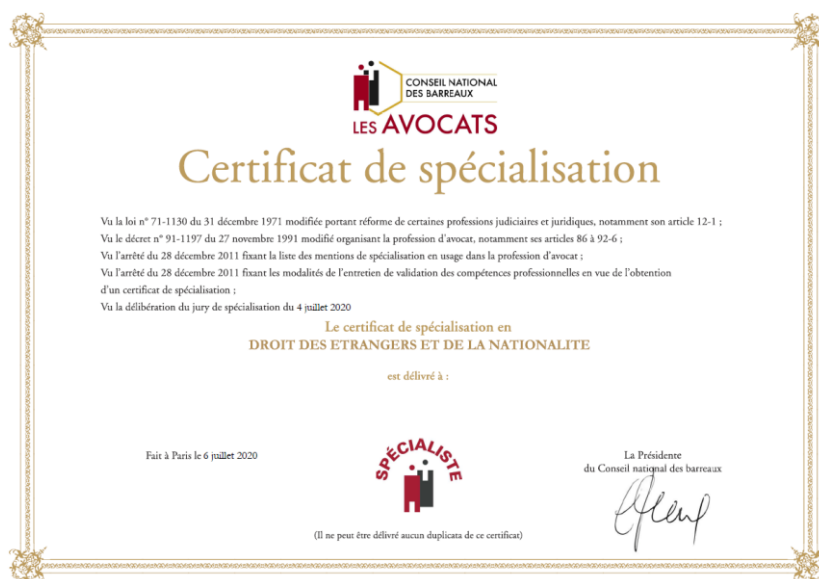 CONSEIL NATIONAL
DES BARREAUX
LES AVOCATS
Certificat de spécialisation
Vu la loi n° 71-1130 du 31 décembre 1971 modifiée portant réforme de certaines professions judiciaires et juridiques, notamment son article 12-1 ;
Vu le décret n° 91-1197 du 27 novembre 1991 modifié organisant la profession d'avocat, notamment ses articles 86 à 92-6 ;
Vu l'arrêté du 28 décembre 2011 fixant la liste des mentions de spécialisation en usage dans la profession d'avocat ;
Vu l'arrêté du 28 décembre 2011 fixant les modalités de l'entretien de validation des compétences professionnelles en vue de l'obtention
d'un certificat de spécialisation ;
Vu la délibération du jury de spécialisation du 4 juillet 2020
Le certificat de spécialisation en
DROIT DES ETRANGERS ET DE LA NATIONALITE
est délivré à :
Fait à Paris le 6 juillet 2020
SPÉCIALISTE
La Présidente
du Conseil national des barreaux
(Il ne peut être délivré aucun duplicata de ce certificat)